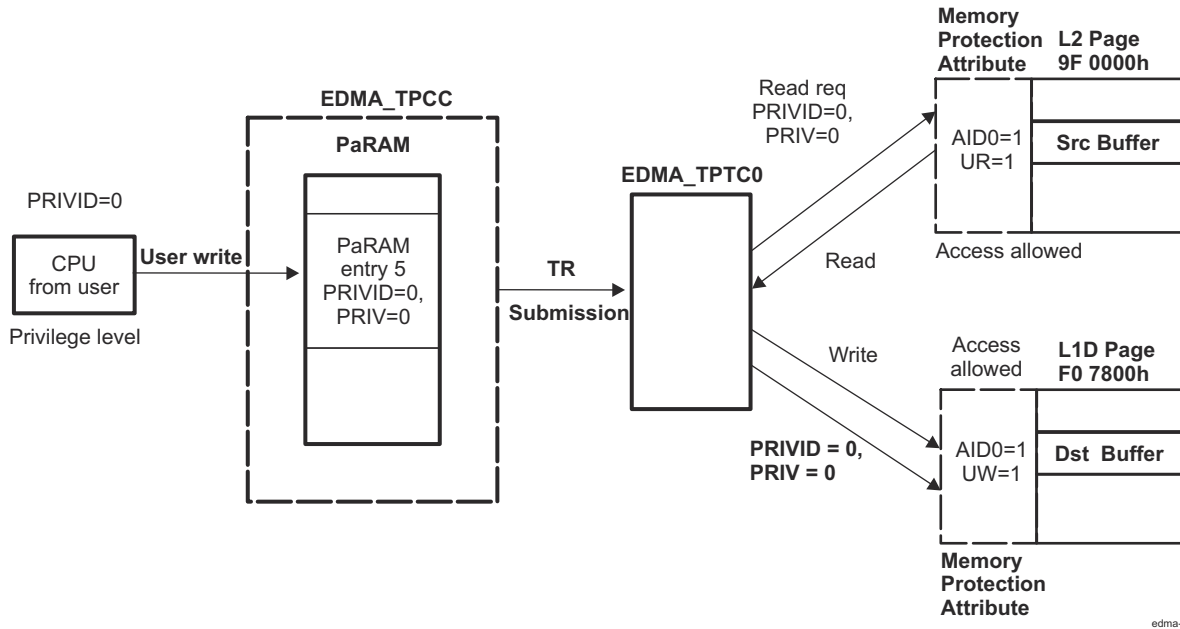 PRIVID=0
CPU
from user
Privilege level
User write
EDMA_TPCC
PaRAM
PaRAM
entry 5
PRIVID=0,
PRIV=0
TR
Submission
EDMA_TPTC0
Read req
PRIVID=0,
PRIV=0
Read
Write
PRIVID = 0,
PRIV = 0
Memory
Protection
Attribute
L2 Page
9F 0000h
AID0=1
UR=1
Src Buffer
Access allowed
Access
allowed
L1D Page
F0 7800h
AID0=1
UW=1
Dst Buffer
Memory
Protection
Attribute
edma-